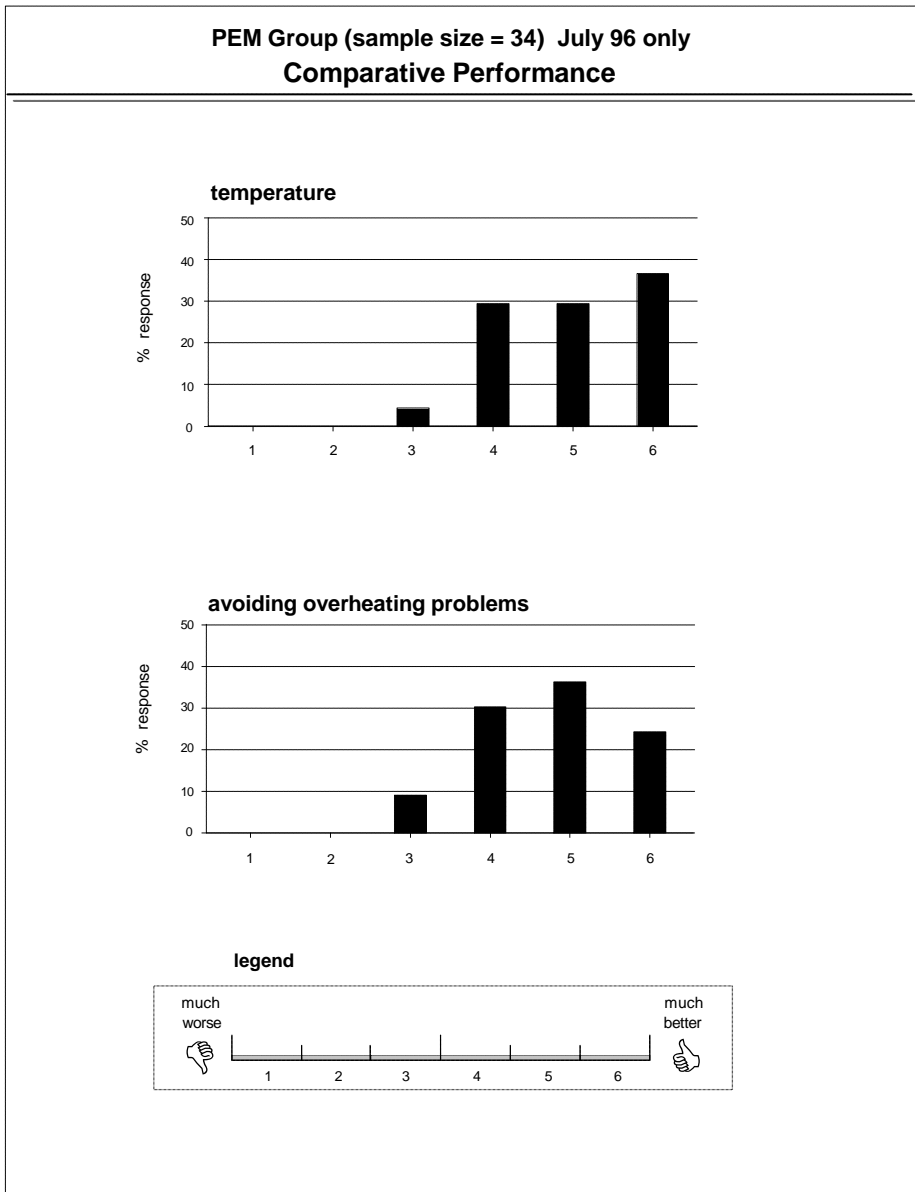 PEM Group (sample size = 34) July 96 only
Comparative Performance
temperature
% response
50
40
30
20
10
0
1 2 3 4 5 6
avoiding overheating problems
% response
50
40
30
20
10
0
1 2 3 4 5 6
legend
much
worse
much
better
1 2 3 4 5 6